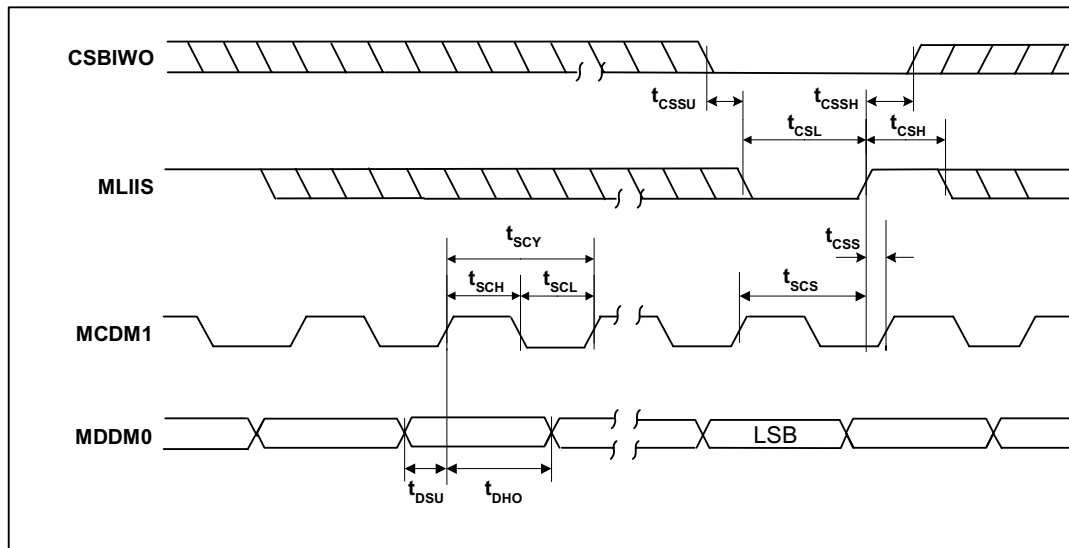 CSBIWO
tCSSU
tCSSH
tCSL
tCSH
MLIIS
tCSS
tSCY
tSCH
tSCL
tSCS
MCDM1
MDDM0
LSB
tDSU
tDHO